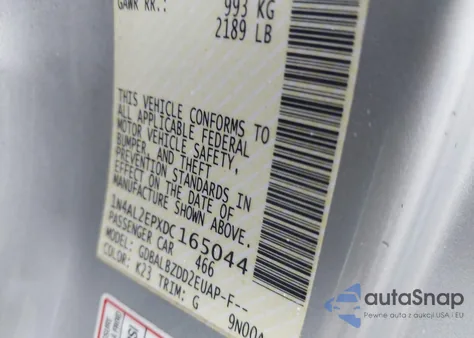 GAWR RR.: 993 KG
2189 LB
THIS VEHICLE CONFORMS TO
ALL APPLICABLE FEDERAL
MOTOR VEHICLE SAFETY,
BUMPER, AND THEFT
PREVENTION STANDARDS IN
EFFECT ON THE DATE OF
MANUFACTURE SHOWN ABOVE.
1N4AL2EPXDC165044
PASSENGER CAR 466
MODEL: GDBALBZDD2EUAP-F--
COLOR: K23 TRIM: G 9N00A
autoSnap
Pewne auta z aukcji USA i EU